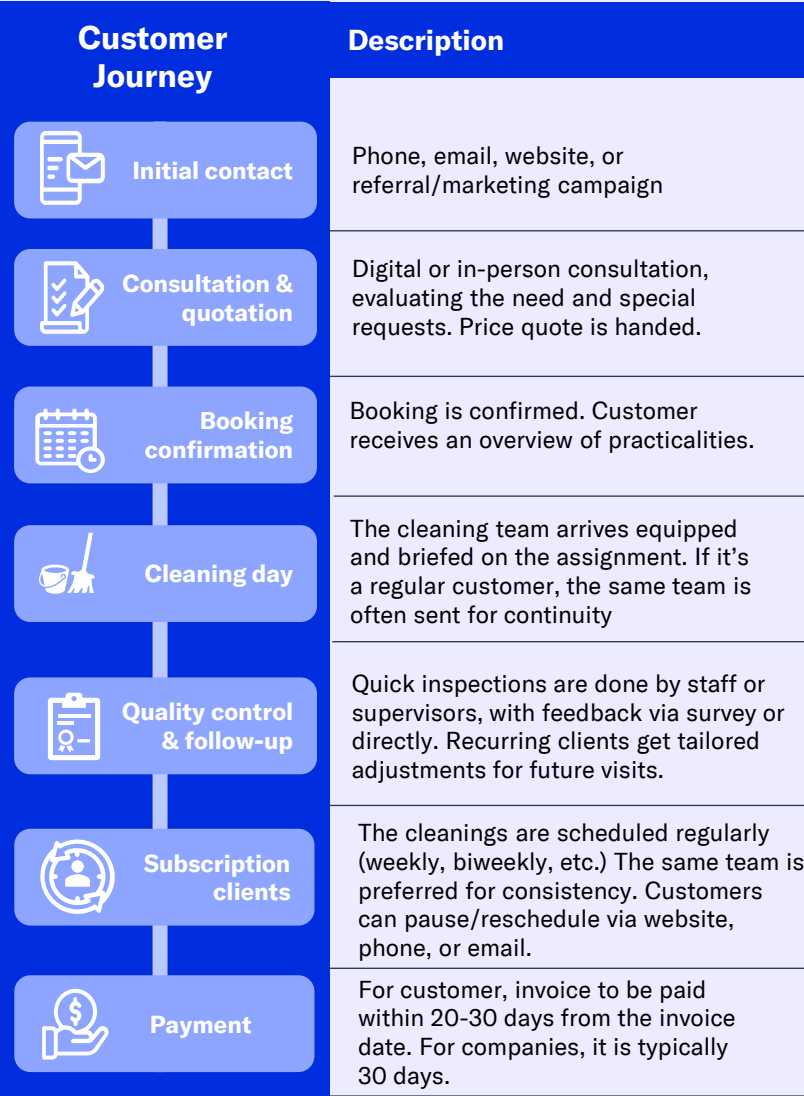 Customer
Journey
Description
Initial contact
Phone, email, website, or
referral/marketing campaign
Consultation &
quotation
Digital or in-person consultation,
evaluating the need and special
requests. Price quote is handed.
Booking
confirmation
Booking is confirmed. Customer
receives an overview of practicalities.
Cleaning day
The cleaning team arrives equipped
and briefed on the assignment. If it’s
a regular customer, the same team is
often sent for continuity
Quality control
& follow-up
Quick inspections are done by staff or
supervisors, with feedback via survey or
directly. Recurring clients get tailored
adjustments for future visits.
Subscription
clients
The cleanings are scheduled regularly
(weekly, biweekly, etc.) The same team is
preferred for consistency. Customers
can pause/reschedule via website,
phone, or email.
$
Payment
For customer, invoice to be paid
within 20-30 days from the invoice
date. For companies, it is typically
30 days.